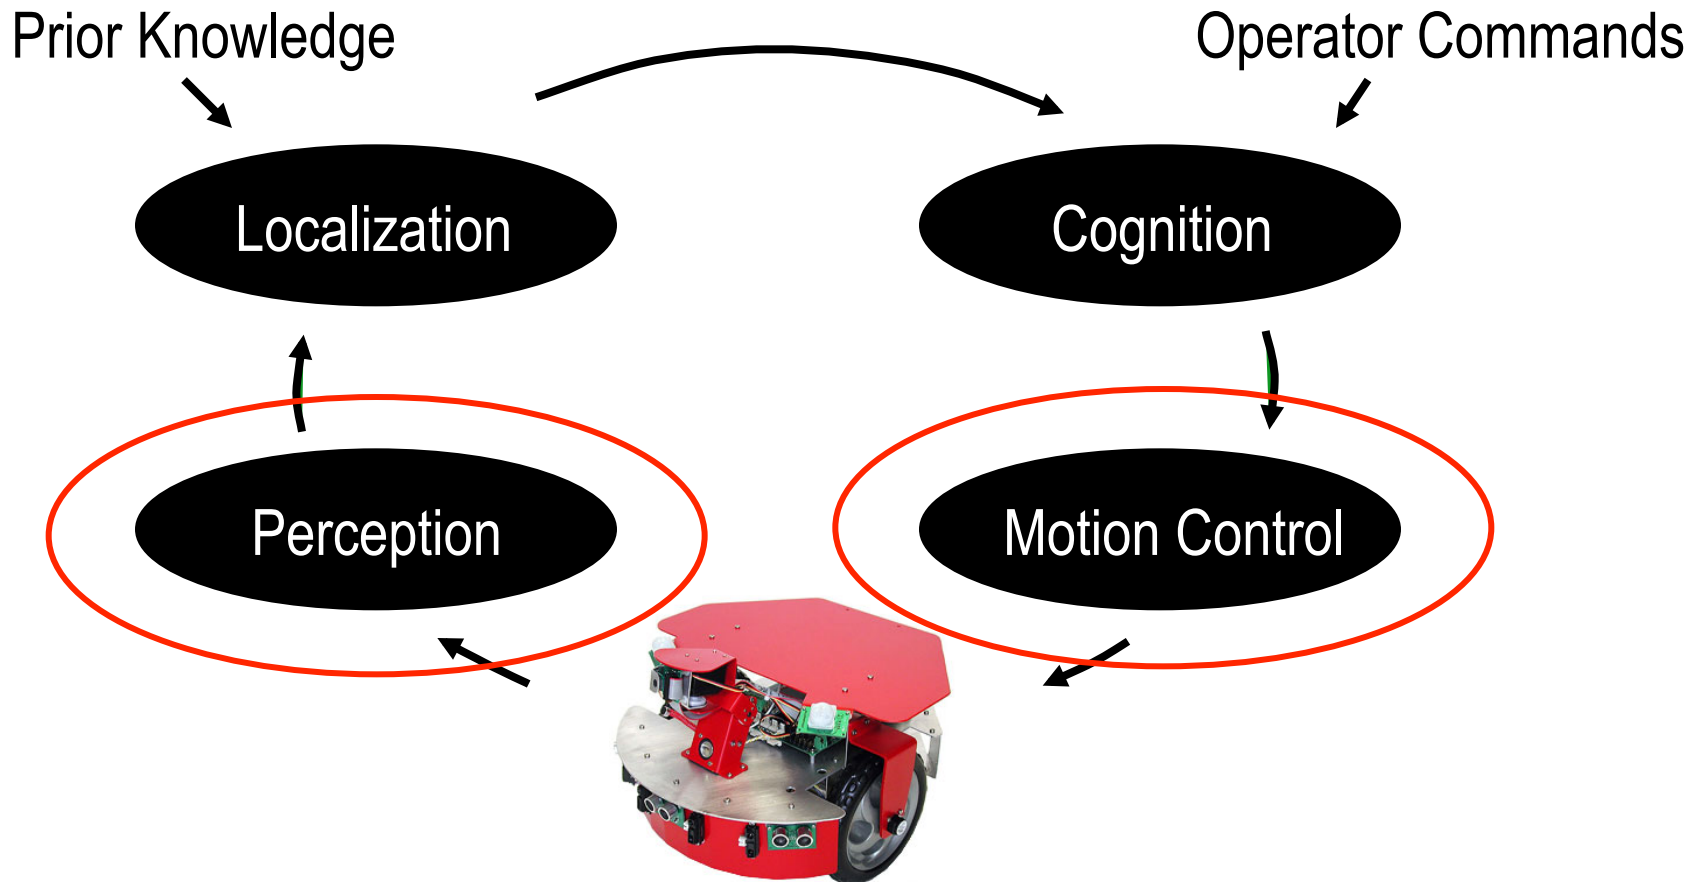 Prior Knowledge
Operator Commands
Localization
Cognition
Perception
Motion Control